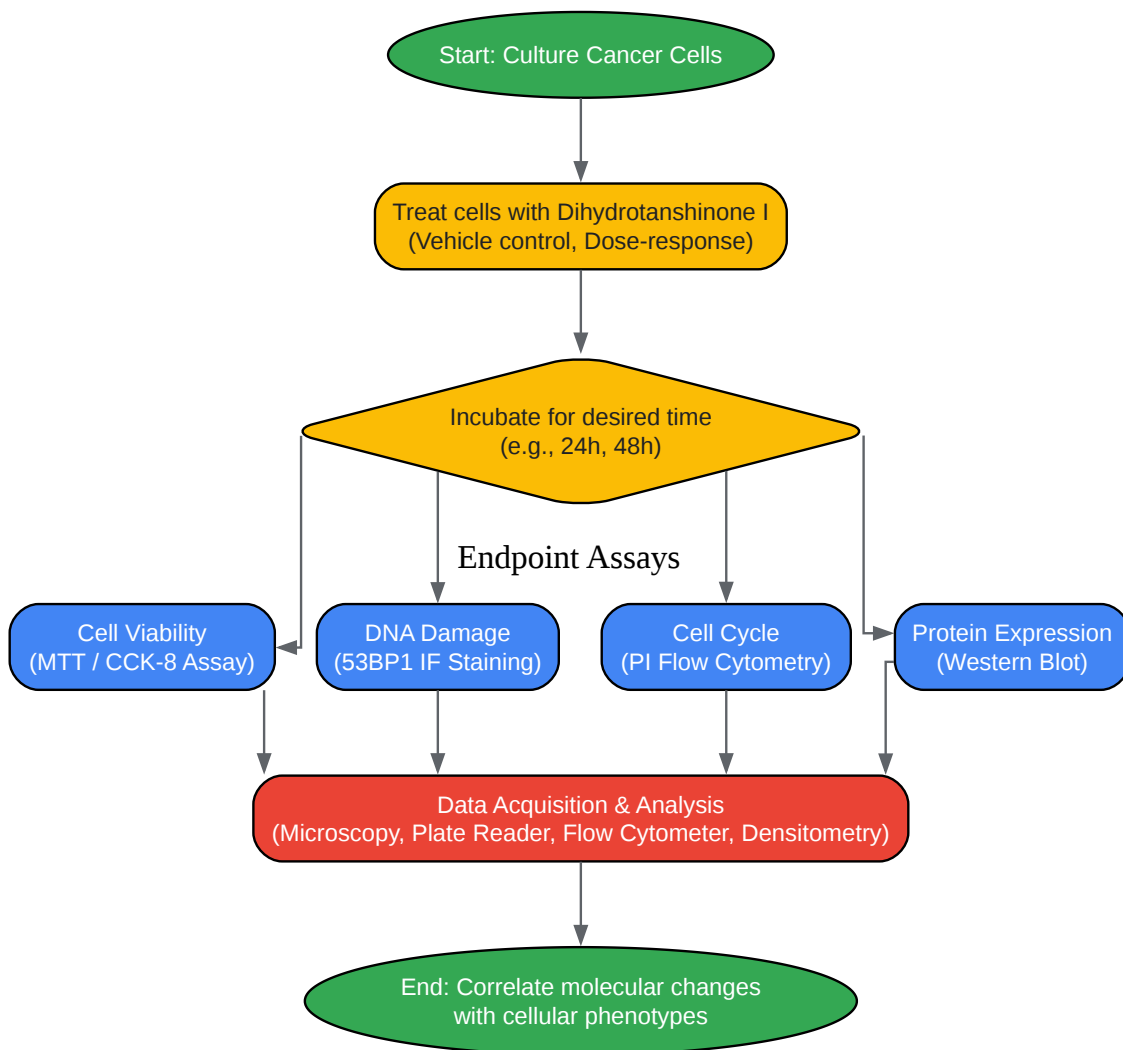 Start: Culture Cancer Cells
Treat cells with Dihydrotanshinone I
(Vehicle control, Dose-response)
Incubate for desired time
(e.g., 24h, 48h)
Endpoint Assays
Cell Viability
(MTT / CCK-8 Assay)
DNA Damage
(53BP1 IF Staining)
Cell Cycle
(PI Flow Cytometry)
Protein Expression
(Western Blot)
Data Acquisition & Analysis
(Microscopy, Plate Reader, Flow Cytometer, Densitometry)
End: Correlate molecular changes
with cellular phenotypes